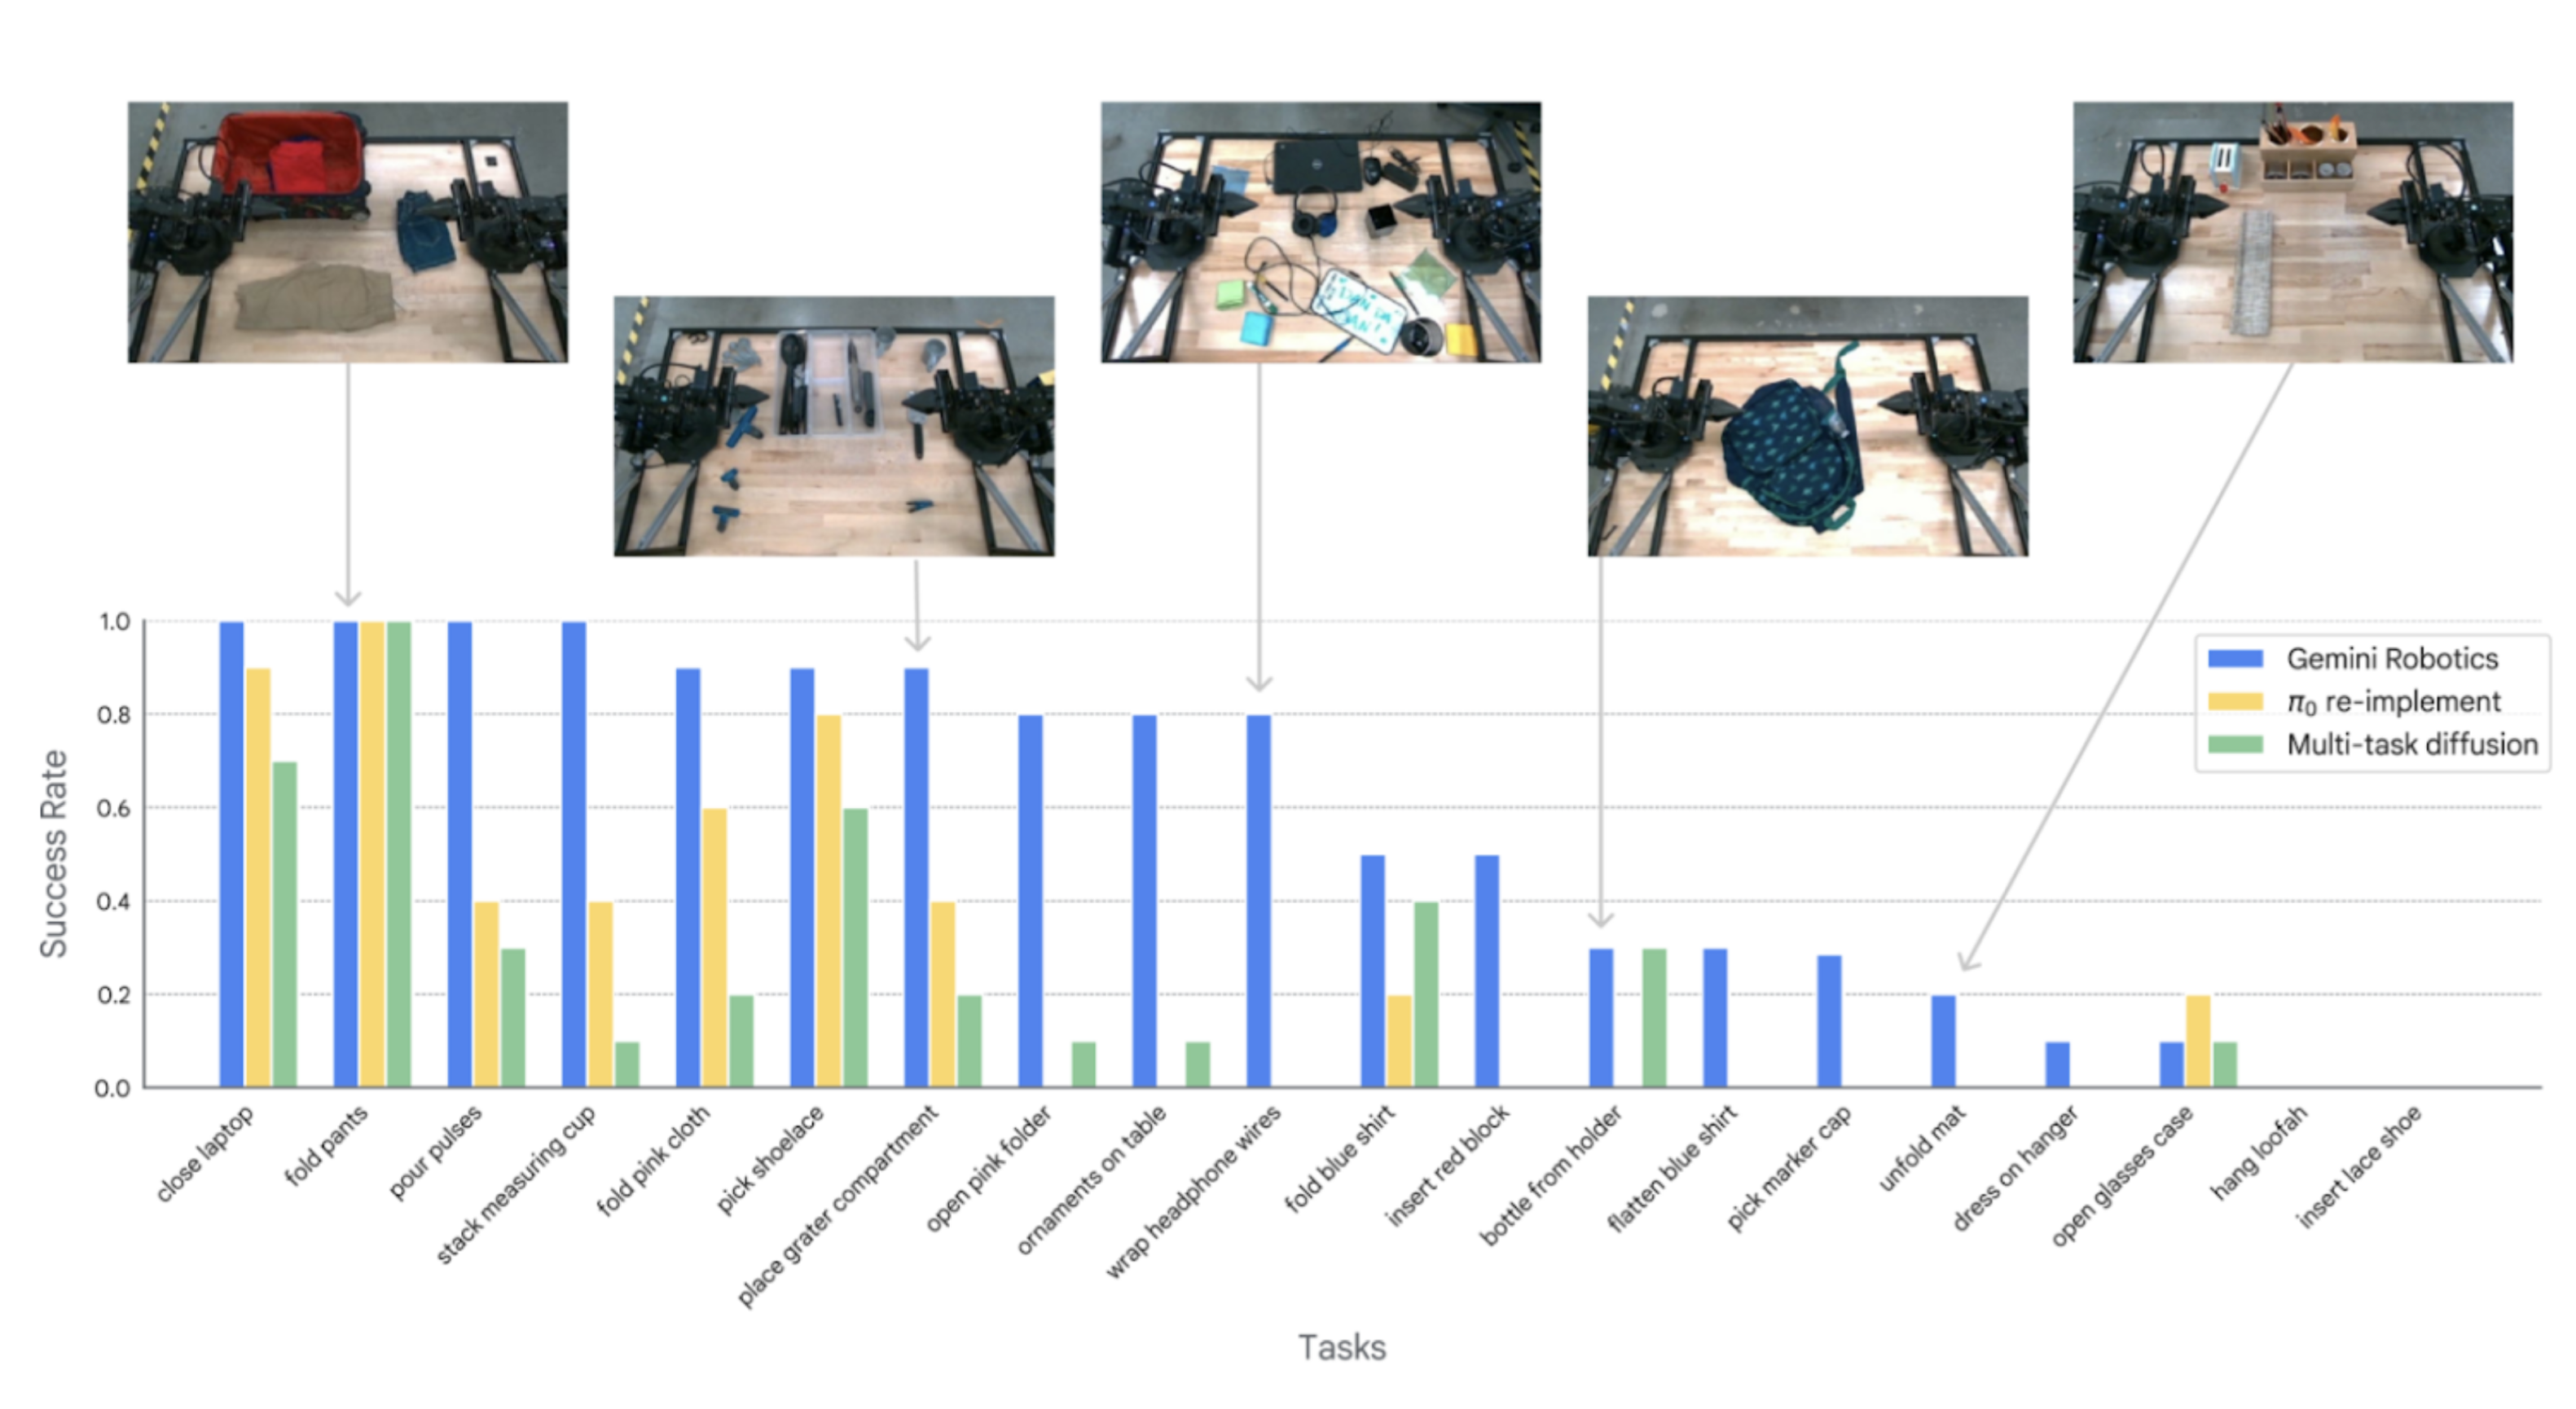 1.0
0.8
0.6
0.4
0.2
0.0
Success Rate
Gemini Robotics
π₀ re-implement
Multi-task diffusion
close laptop
fold pants
pour pulses
stack measuring cup
fold pink cloth
pick shoelace
place grater compartment
open pink folder
ornaments on table
wrap headphone wires
fold blue shirt
insert red block
bottle from holder
flatten blue shirt
pick marker cap
unfold mat
dress on hanger
open glasses case
hang loofah
insert lace shoe
Tasks